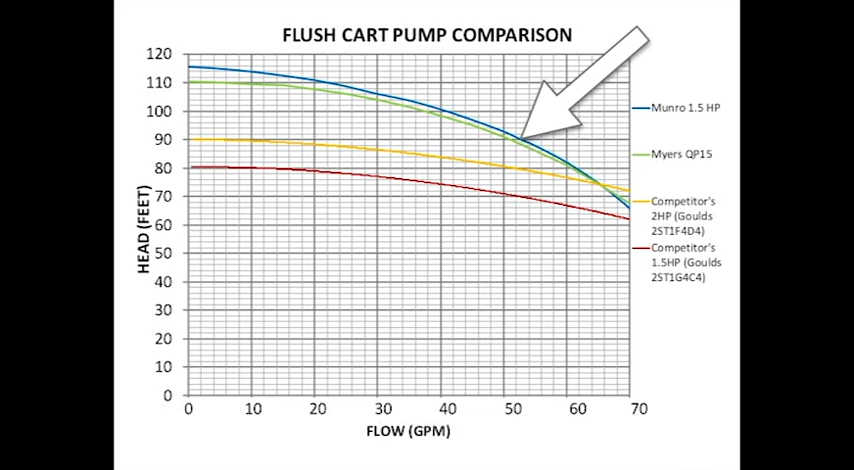 FLUSH CART PUMP COMPARISON
120
110
100
90
80
70
60
50
40
30
20
10
0
HEAD (FEET)
0 10 20 30 40 50 60 70
FLOW (GPM)
Munro 1.5 HP
Myers QP15
Competitor's
2HP (Goulds
2ST1F4D4)
Competitor's
1.5HP (Goulds
2ST1G4C4)